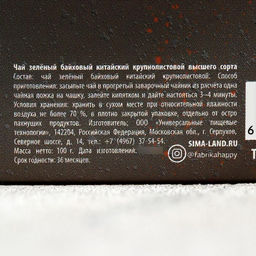 Чай зелёный байховый китайский крупнолистовой высшего сорта
Состав: чай зелёный байховый китайский крупнолистовой. Способ
приготовления: засыпьте чай в прогретый заварочный чайник из расчёта одна
чайная ложка на чашку, залейте кипятком и дайте настояться 3–4 минуты.
Условия хранения: хранить в сухом месте при относительной влажности
воздуха не более 70 %, в плотно закрытой упаковке, отдельно от остро
пахнущих продуктов. Изготовитель: ООО «Универсальные пищевые
технологии», 142204, Российская Федерация, Московская обл., г. Серпухов,
Северное шоссе, д. 14, тел.: +7 (4967) 37-54-54.
Масса нетто: 100 г. Дата изготовления:
Срок годности: 36 месяцев.
SIMA-LAND.RU
@fabrikahappy
6
Т